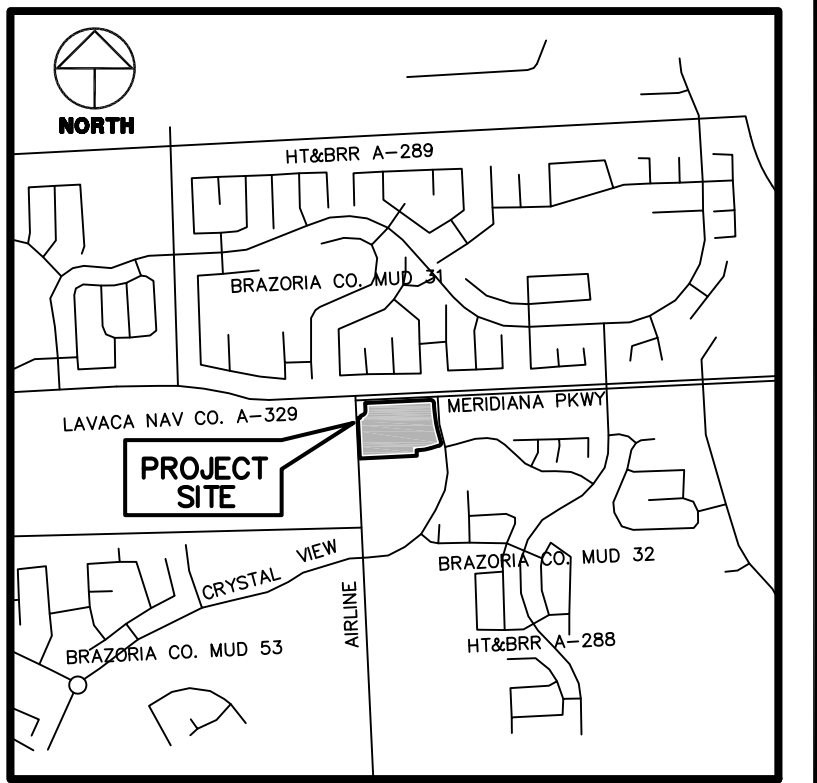 NORTH
HT&BRR A-289
BRAZORIA CO. MUD 31
MERIDIANA PKWY
LAVACA NAV CO. A-329
PROJECT
SITE
CRYSTAL VIEW
BRAZORIA CO. MUD 32
AIRLINE
HT&BRR A-288
BRAZORIA CO. MUD 53